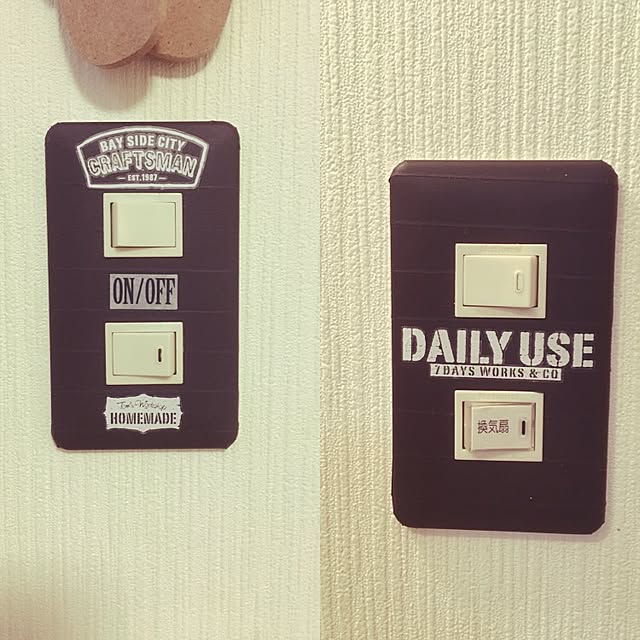 BAY SIDE CITY
CRAFTSMAN
EST.1987
ON/OFF
HOMEMADE
DAILY USE
7DAYS WORKS & CO
換気扇